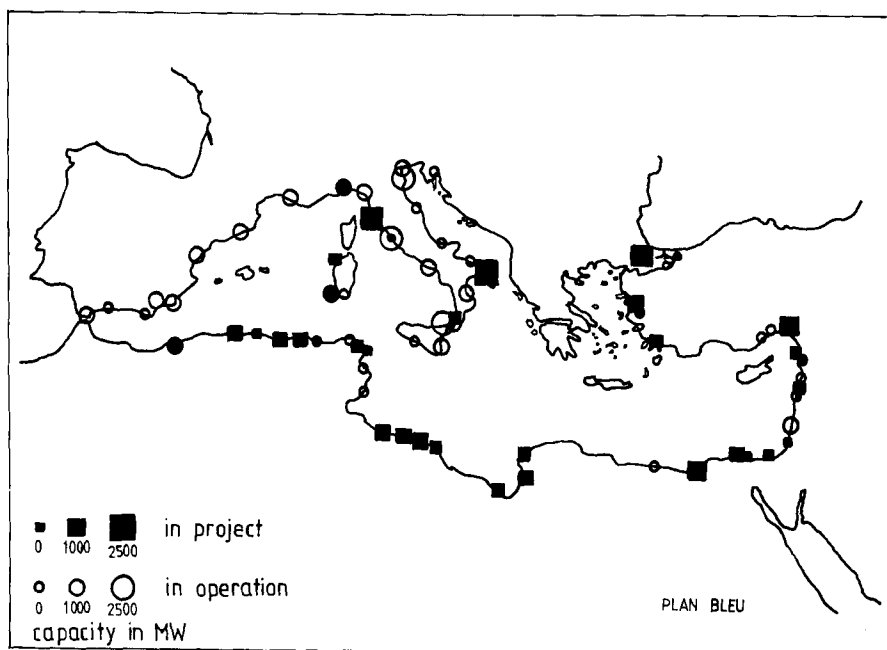 in project
0 1000 2500
in operation
0 1000 2500
capacity in MW
PLAN BLEU